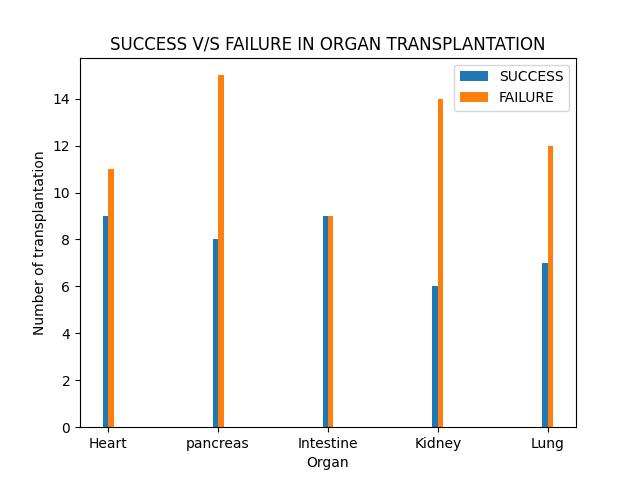 SUCCESS V/S FAILURE IN ORGAN TRANSPLANTATION
SUCCESS
FAILURE
Number of transplantation
14
12
10
8
6
4
2
0
Heart pancreas Intestine Kidney Lung
Organ